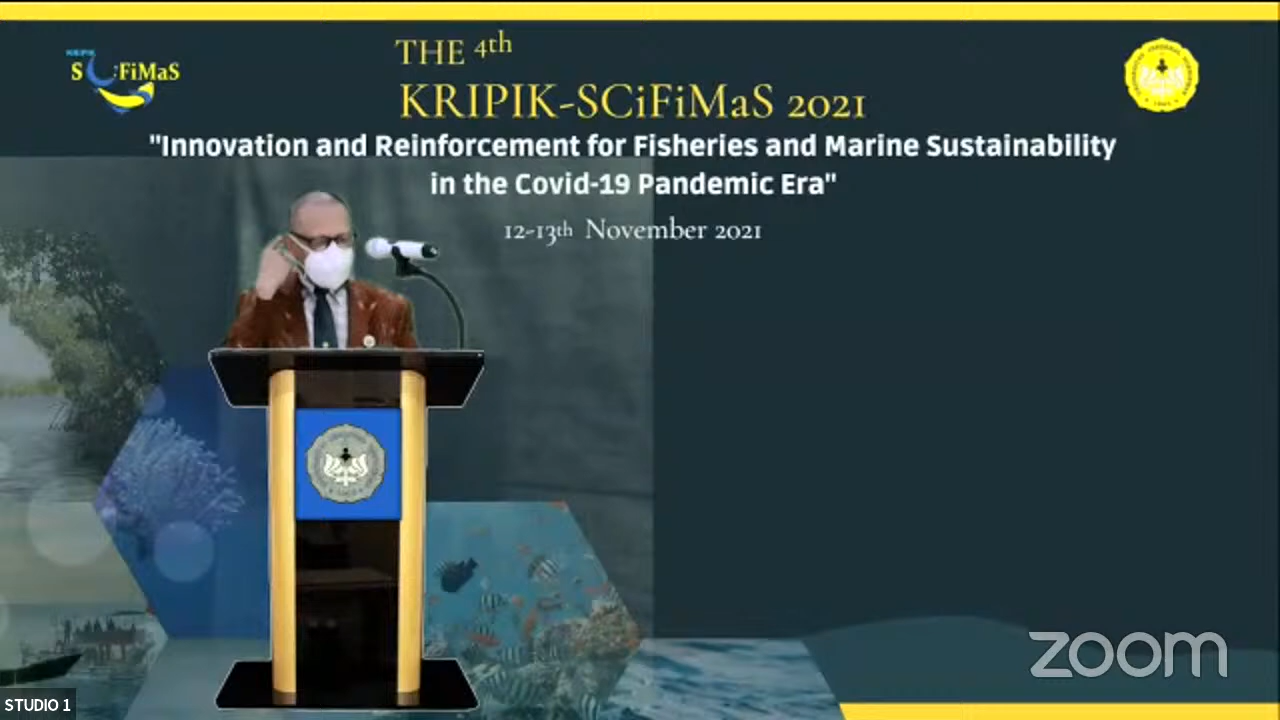 KRIPIK
SCiFiMaS
THE 4th
KRIPIK-SCiFiMaS 2021
"Innovation and Reinforcement for Fisheries and Marine Sustainability
in the Covid-19 Pandemic Era"
12-13th November 2021
zoom
STUDIO 1